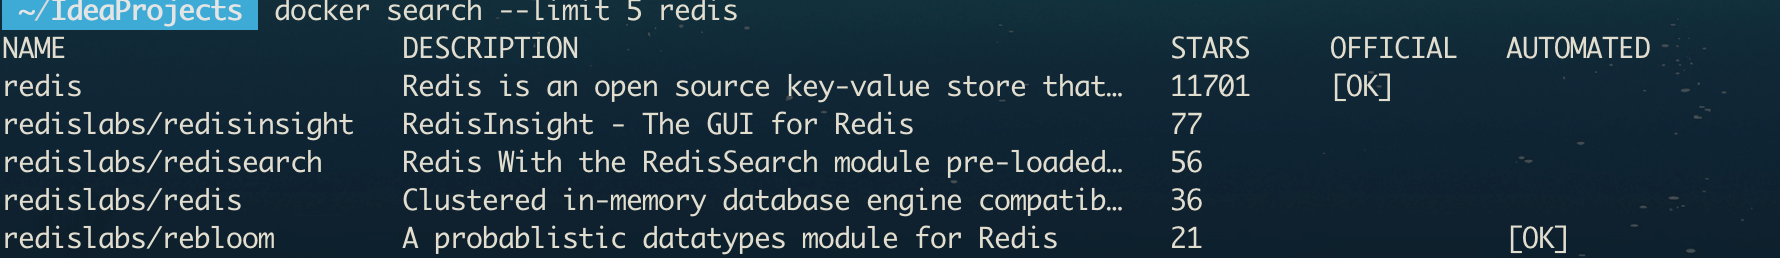 ~/IdeaProjects docker search --limit 5 redis
NAME DESCRIPTION STARS OFFICIAL AUTOMATED
redis Redis is an open source key-value store that… 11701 [OK]
redislabs/redisinsight RedisInsight - The GUI for Redis 77
redislabs/redisearch Redis With the RedisSearch module pre-loaded… 56
redislabs/redis Clustered in-memory database engine compatib… 36
redislabs/rebloom A probablistic datatypes module for Redis 21 [OK]